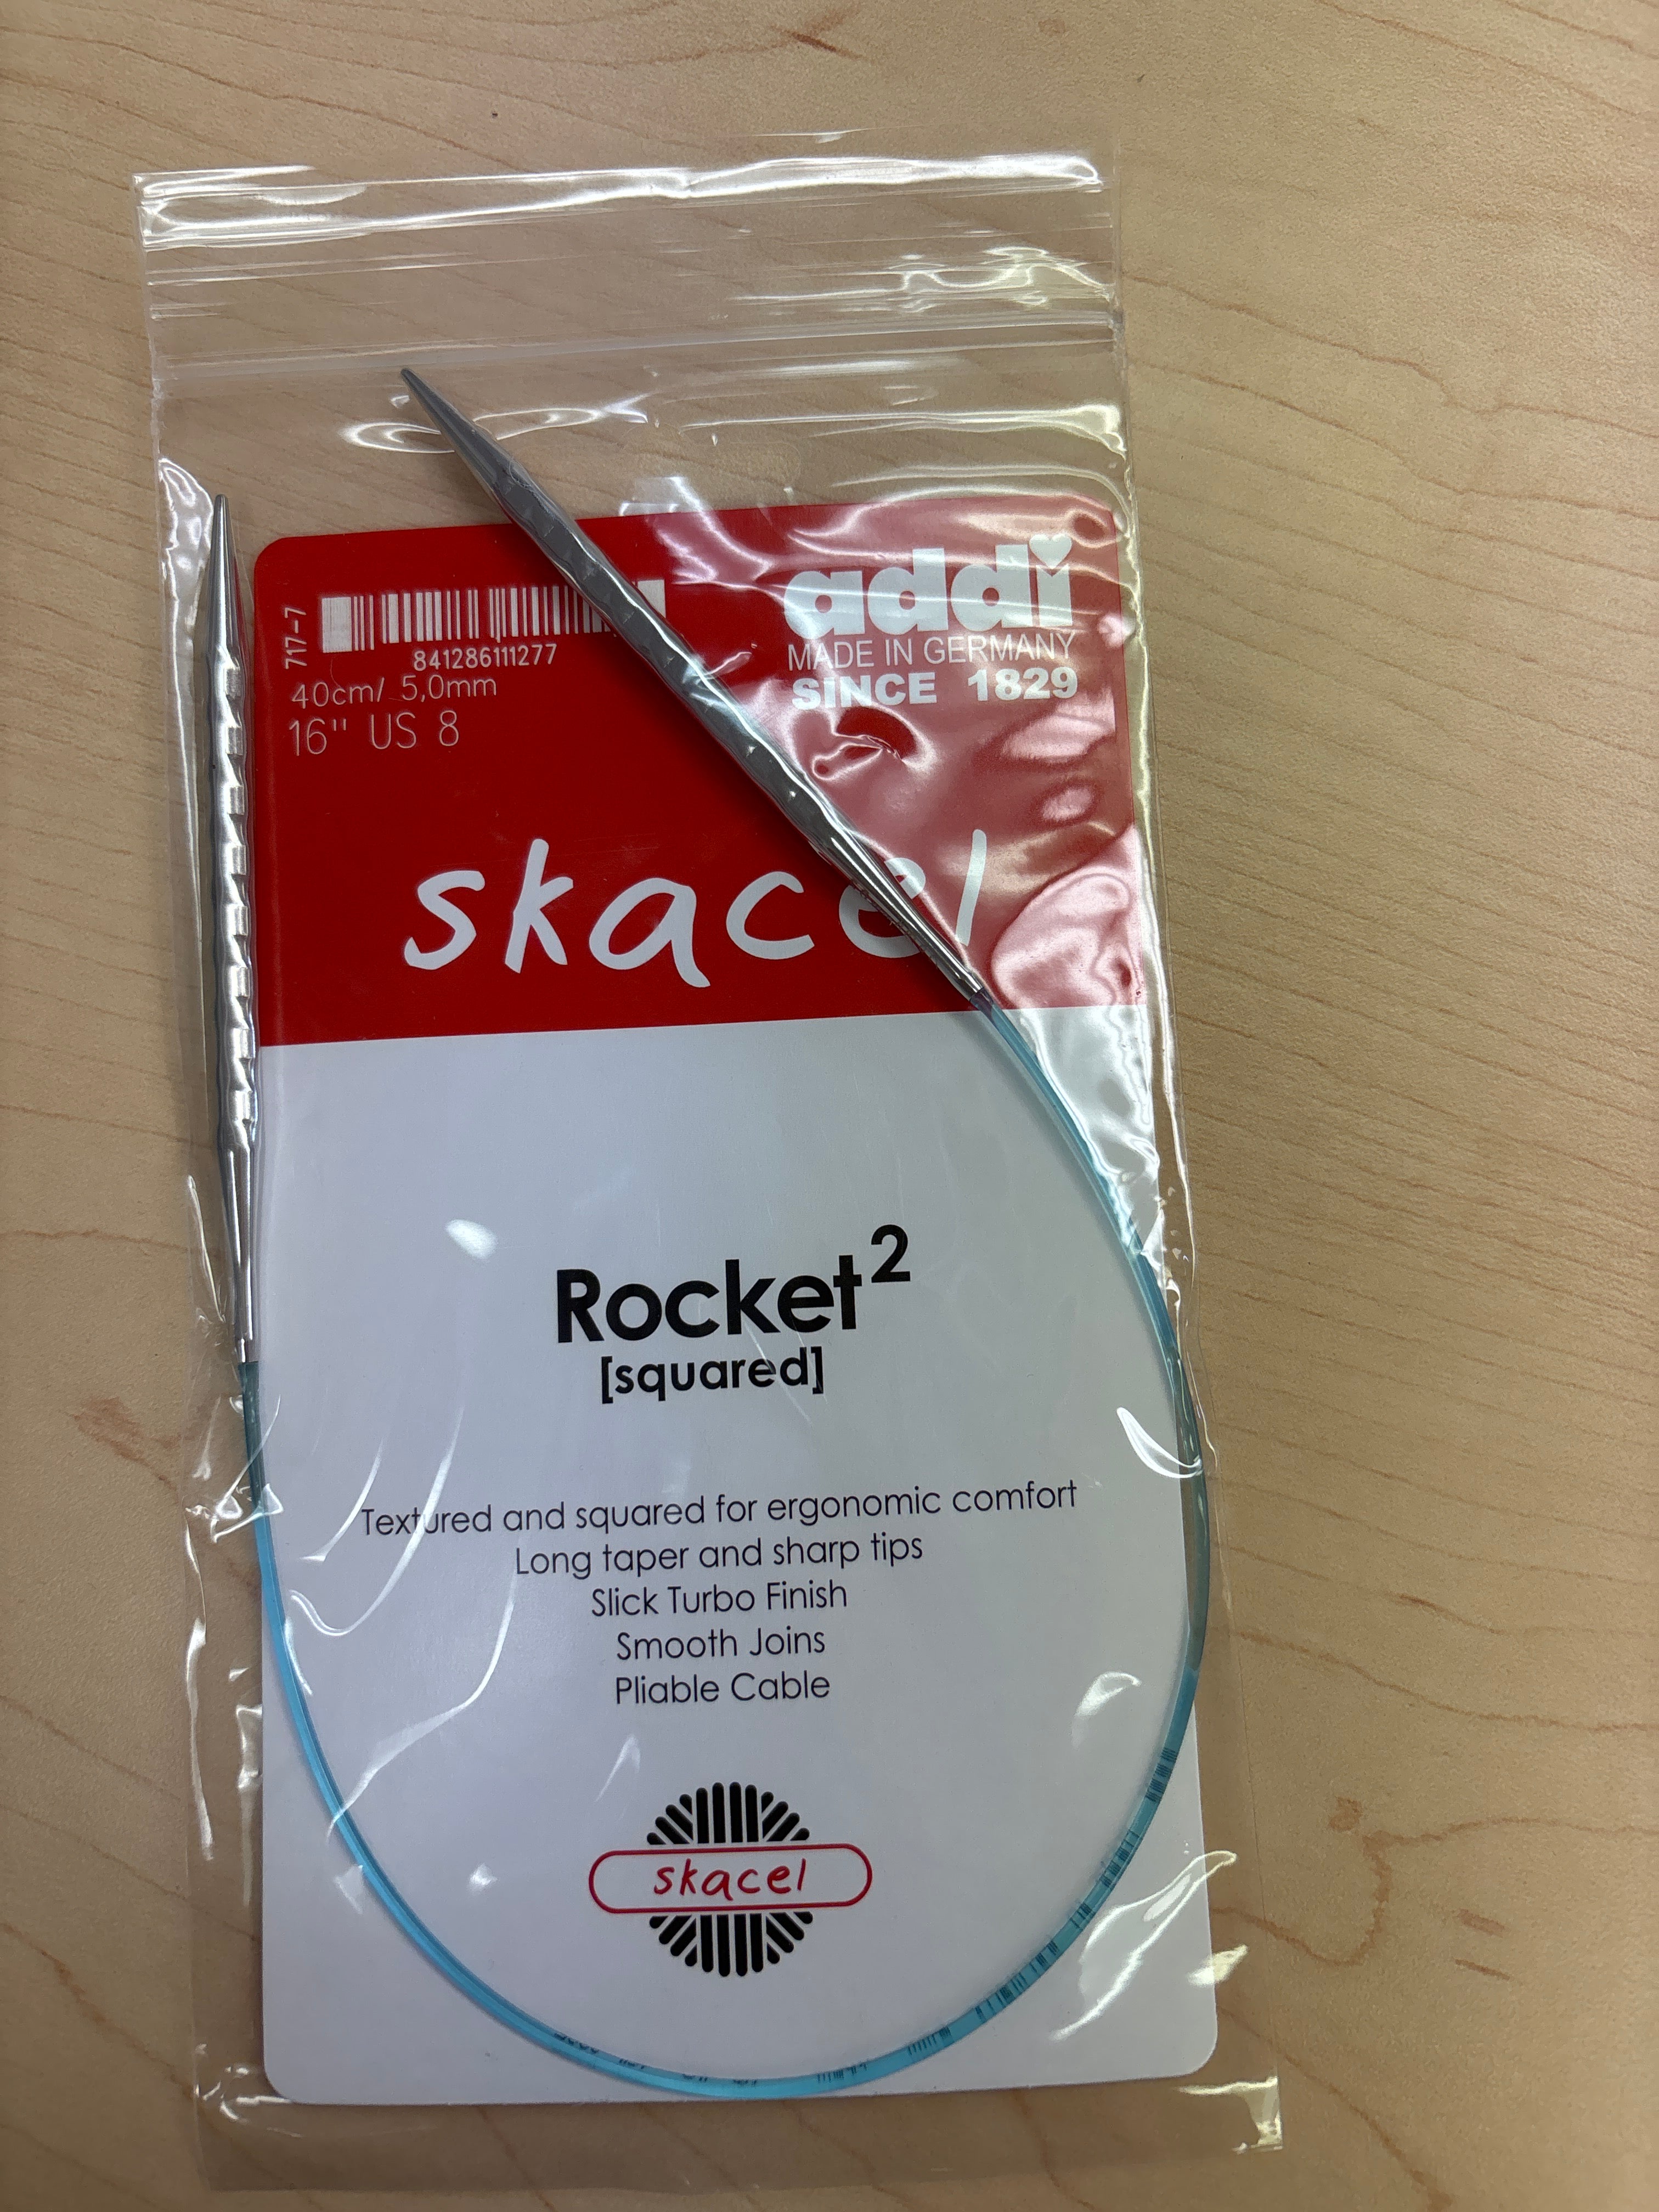 717-7
841286111277
40cm/ 5,0mm
16" US 8
addi
MADE IN GERMANY
SINCE 1829
skacel
Rocket²
[squared]
Textured and squared for ergonomic comfort
Long taper and sharp tips
Slick Turbo Finish
Smooth Joins
Pliable Cable
skacel